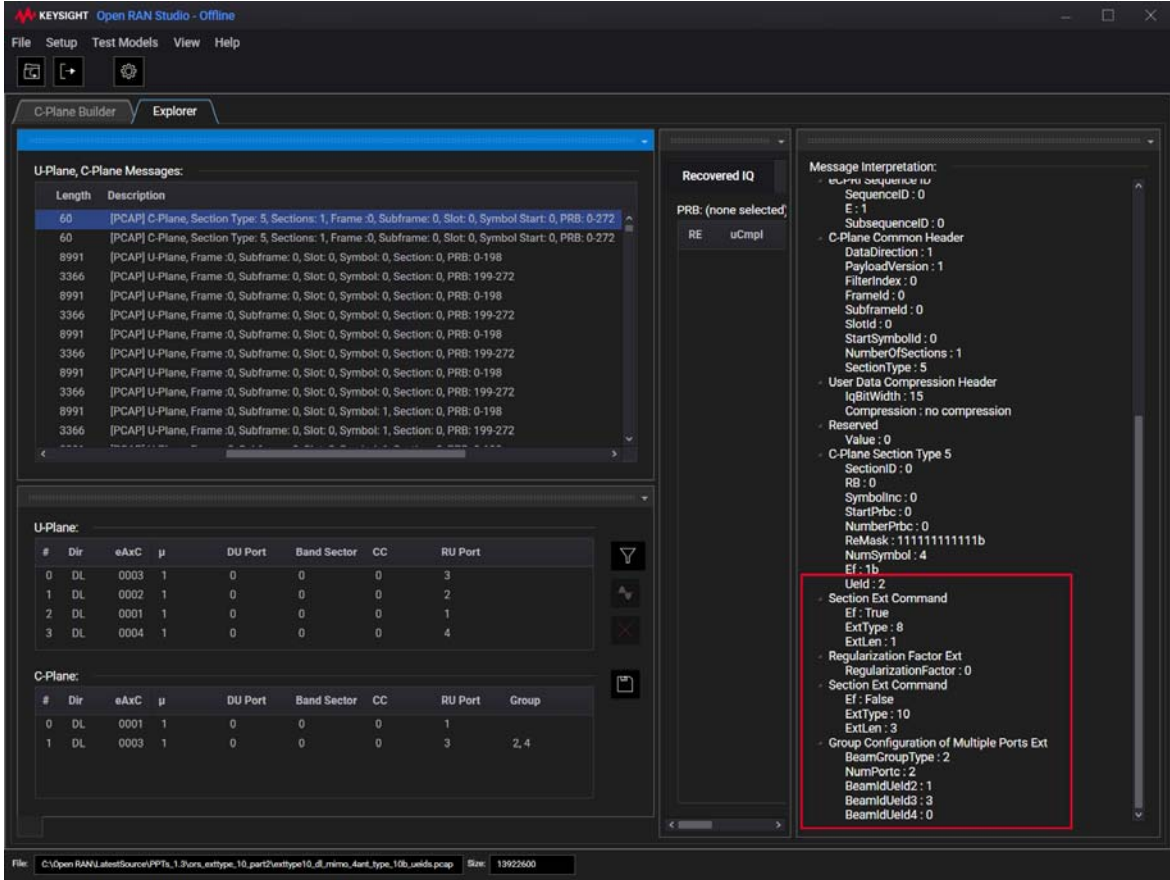 KEYSIGHT Open RAN Studio - Offline
File Setup Test Models View Help
C-Plane Builder Explorer
U-Plane, C-Plane Messages:
Length Description
60 [PCAP] C-Plane, Section Type: 5, Sections: 1, Frame :0, Subframe: 0, Slot: 0, Symbol Start: 0, PRB: 0-272
60 [PCAP] C-Plane, Section Type: 5, Sections: 1, Frame :0, Subframe: 0, Slot: 0, Symbol Start: 0, PRB: 0-272
8991 [PCAP] U-Plane, Frame :0, Subframe: 0, Slot: 0, Symbol: 0, Section: 0, PRB: 0-198
3366 [PCAP] U-Plane, Frame :0, Subframe: 0, Slot: 0, Symbol: 0, Section: 0, PRB: 199-272
8991 [PCAP] U-Plane, Frame :0, Subframe: 0, Slot: 0, Symbol: 0, Section: 0, PRB: 0-198
3366 [PCAP] U-Plane, Frame :0, Subframe: 0, Slot: 0, Symbol: 0, Section: 0, PRB: 199-272
8991 [PCAP] U-Plane, Frame :0, Subframe: 0, Slot: 0, Symbol: 0, Section: 0, PRB: 0-198
3366 [PCAP] U-Plane, Frame :0, Subframe: 0, Slot: 0, Symbol: 0, Section: 0, PRB: 199-272
8991 [PCAP] U-Plane, Frame :0, Subframe: 0, Slot: 0, Symbol: 0, Section: 0, PRB: 0-198
3366 [PCAP] U-Plane, Frame :0, Subframe: 0, Slot: 0, Symbol: 0, Section: 0, PRB: 199-272
8991 [PCAP] U-Plane, Frame :0, Subframe: 0, Slot: 0, Symbol: 1, Section: 0, PRB: 0-198
3366 [PCAP] U-Plane, Frame :0, Subframe: 0, Slot: 0, Symbol: 1, Section: 0, PRB: 199-272
U-Plane:
# Dir eAxC µ DU Port Band Sector CC RU Port
0 DL 0003 1 0 0 0 3
1 DL 0002 1 0 0 0 2
2 DL 0001 1 0 0 0 1
3 DL 0004 1 0 0 0 4
C-Plane:
# Dir eAxC µ DU Port Band Sector CC RU Port Group
0 DL 0001 1 0 0 0 1
1 DL 0003 1 0 0 0 3 2, 4
Recovered IQ
PRB: (none selected)
RE uCmpl
Message Interpretation:
eCPRI Sequence ID
SequenceID : 0
E : 1
SubsequenceID : 0
C-Plane Common Header
DataDirection : 1
PayloadVersion : 1
FilterIndex : 0
FrameId : 0
SubframeId : 0
SlotId : 0
StartSymbolId : 0
NumberOfSections : 1
SectionType : 5
User Data Compression Header
IqBitWidth : 15
Compression : no compression
Reserved
Value : 0
C-Plane Section Type 5
SectionID : 0
RB : 0
SymbolInc : 0
StartPrbc : 0
NumberPrbc : 0
ReMask : 111111111111b
NumSymbol : 4
Ef : 1b
UeId : 2
Section Ext Command
Ef : True
ExtType : 8
ExtLen : 1
Regularization Factor Ext
RegularizationFactor : 0
Section Ext Command
Ef : False
ExtType : 10
ExtLen : 3
Group Configuration of Multiple Ports Ext
BeamGroupType : 2
NumPortc : 2
BeamIdUeId2 : 1
BeamIdUeId3 : 3
BeamIdUeId4 : 0
File: C:\Open RAN\LatestSource\PPTs_1.3\ors_exttype_10_part2\exttype10_dl_mimo_4ant_type_10b_ueids.pcap Size: 13922600